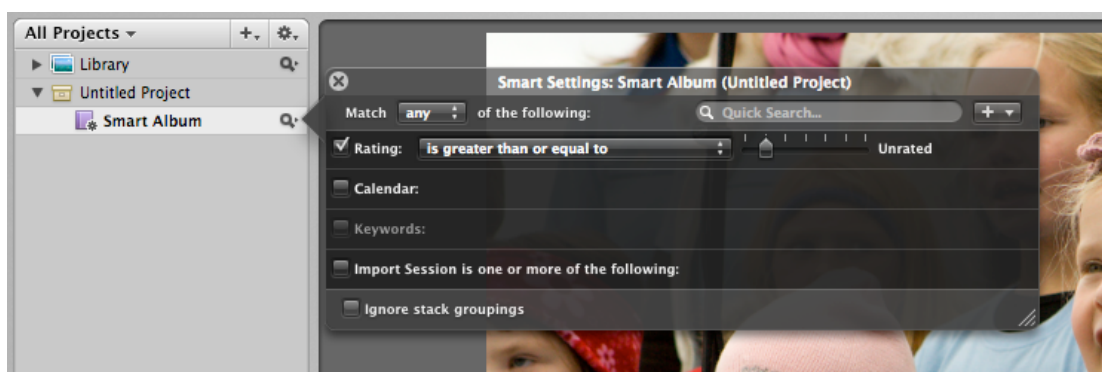 All Projects
Library
Untitled Project
Smart Album
Smart Settings: Smart Album (Untitled Project)
Match any of the following:
Quick Search...
Rating: is greater than or equal to Unrated
Calendar:
Keywords:
Import Session is one or more of the following:
Ignore stack groupings